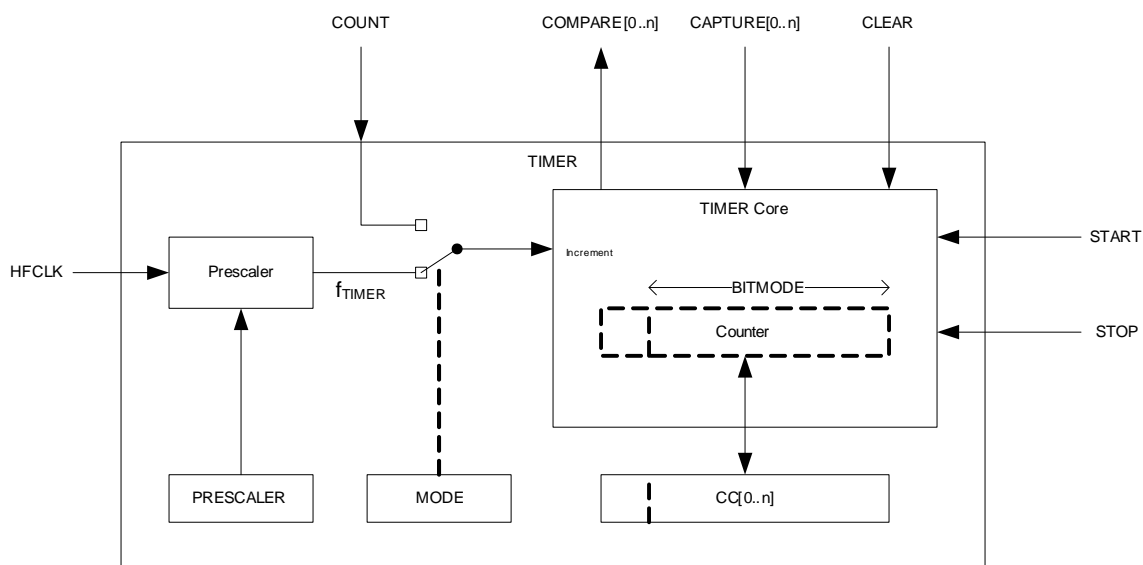 COUNT
COMPARE[0..n]
CAPTURE[0..n]
CLEAR
TIMER
TIMER Core
START
Increment
HFCLK
Prescaler
fTIMER
BITMODE
Counter
STOP
PRESCALER
MODE
CC[0..n]